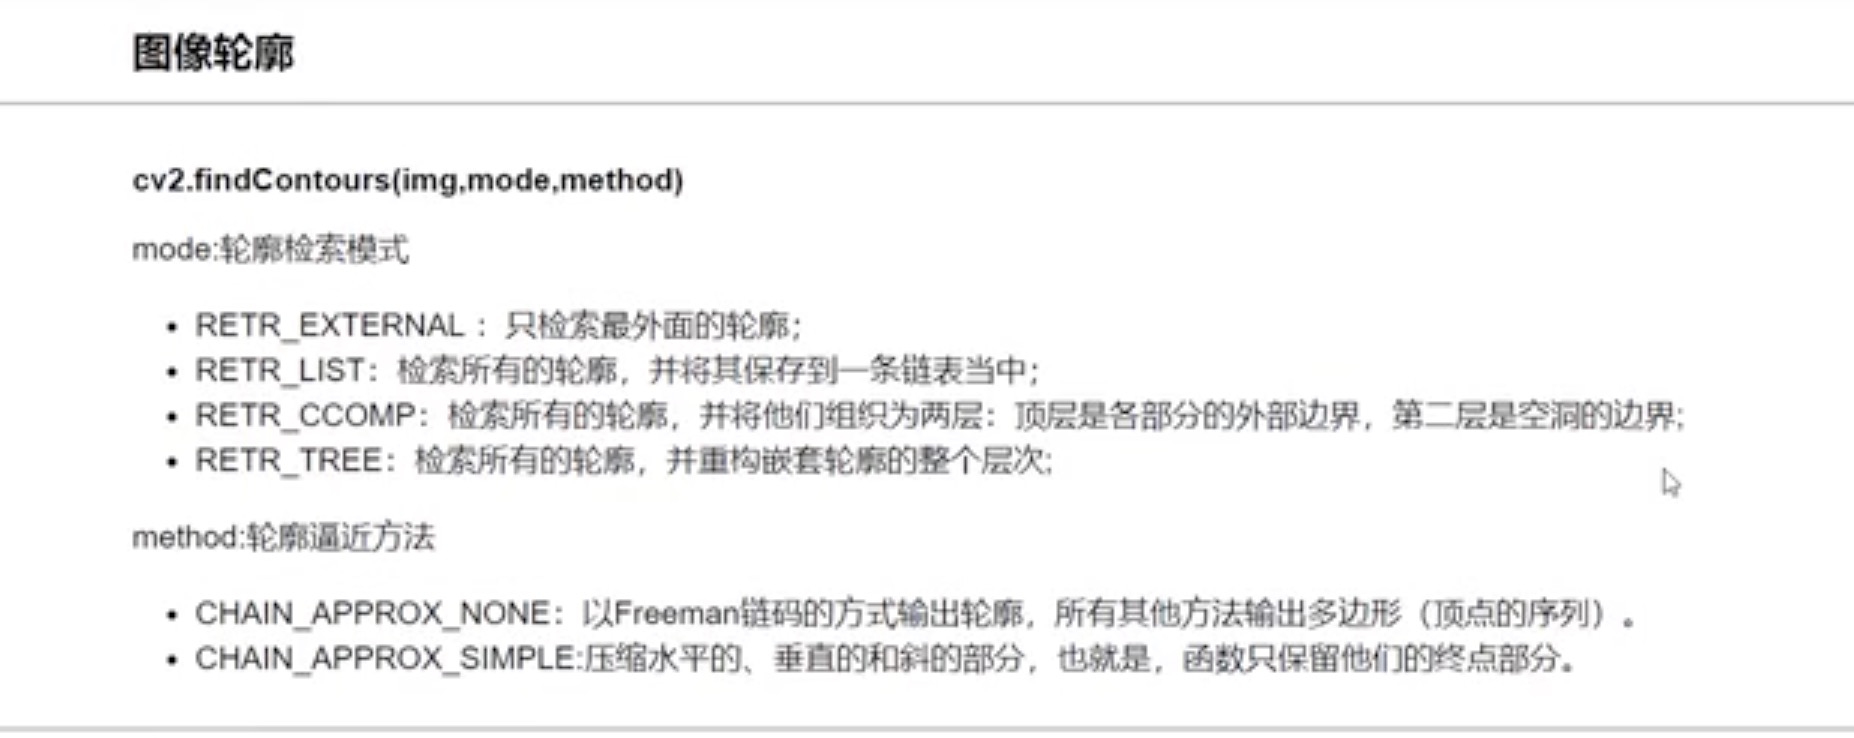 图像轮廓
cv2.findContours(img,mode,method)
mode:轮廓检索模式
• RETR_EXTERNAL ：只检索最外面的轮廓；
• RETR_LIST：检索所有的轮廓，并将其保存到一条链表当中；
• RETR_CCOMP：检索所有的轮廓，并将他们组织为两层：顶层是各部分的外部边界，第二层是空洞的边界;
• RETR_TREE：检索所有的轮廓，并重构嵌套轮廓的整个层次;
method:轮廓逼近方法
• CHAIN_APPROX_NONE：以Freeman链码的方式输出轮廓，所有其他方法输出多边形（顶点的序列）。
• CHAIN_APPROX_SIMPLE:压缩水平的、垂直的和斜的部分，也就是，函数只保留他们的终点部分。